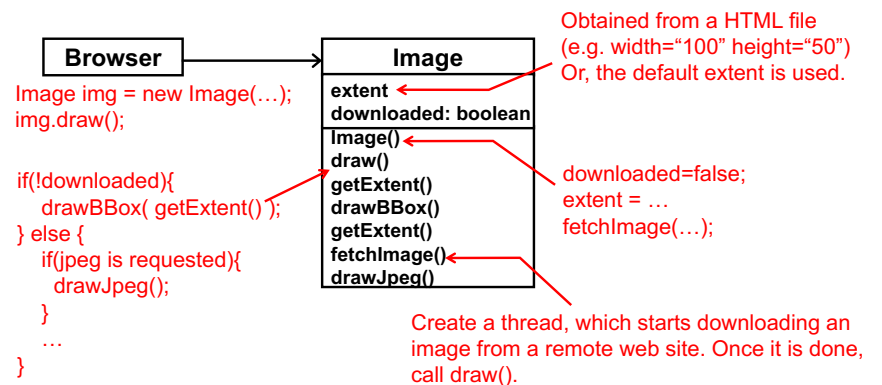 Obtained from a HTML file
(e.g. width=“100” height=“50”)
Or, the default extent is used.
Browser
Image
Image img = new Image(…);
img.draw();
extent
downloaded: boolean
Image()
draw()
getExtent()
drawBBox()
getExtent()
fetchImage()
drawJpeg()
if(!downloaded){
drawBBox( getExtent() );
} else {
if(jpeg is requested){
drawJpeg();
}
…
}
downloaded=false;
extent = …
fetchImage(…);
Create a thread, which starts downloading an
image from a remote web site. Once it is done,
call draw().